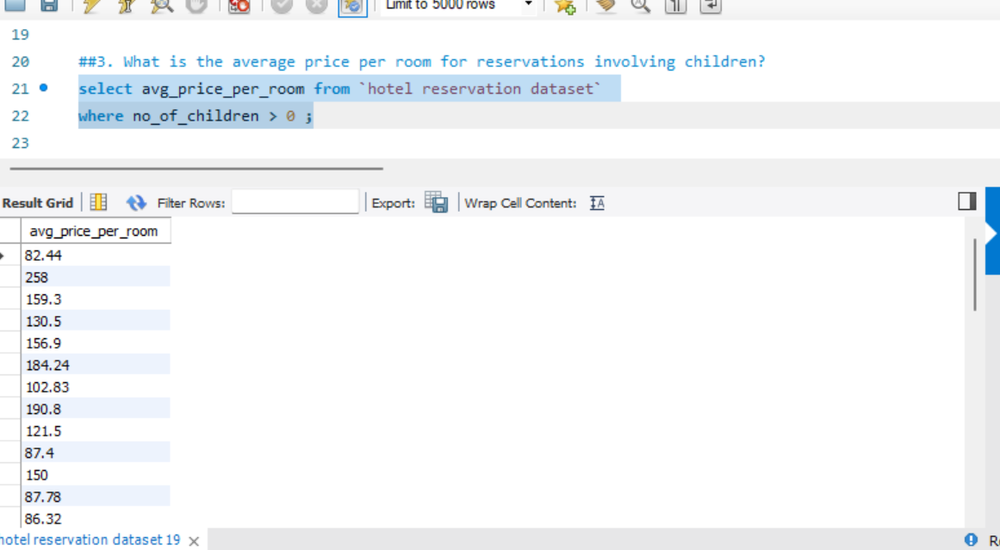 Limit to 5000 rows
19
20 ##3. What is the average price per room for reservations involving children?
21 select avg_price_per_room from `hotel reservation dataset`
22 where no_of_children > 0 ;
23
Result Grid Filter Rows: Export: Wrap Cell Content:
avg_price_per_room
82.44
258
159.3
130.5
156.9
184.24
102.83
190.8
121.5
87.4
150
87.78
86.32
hotel reservation dataset 19